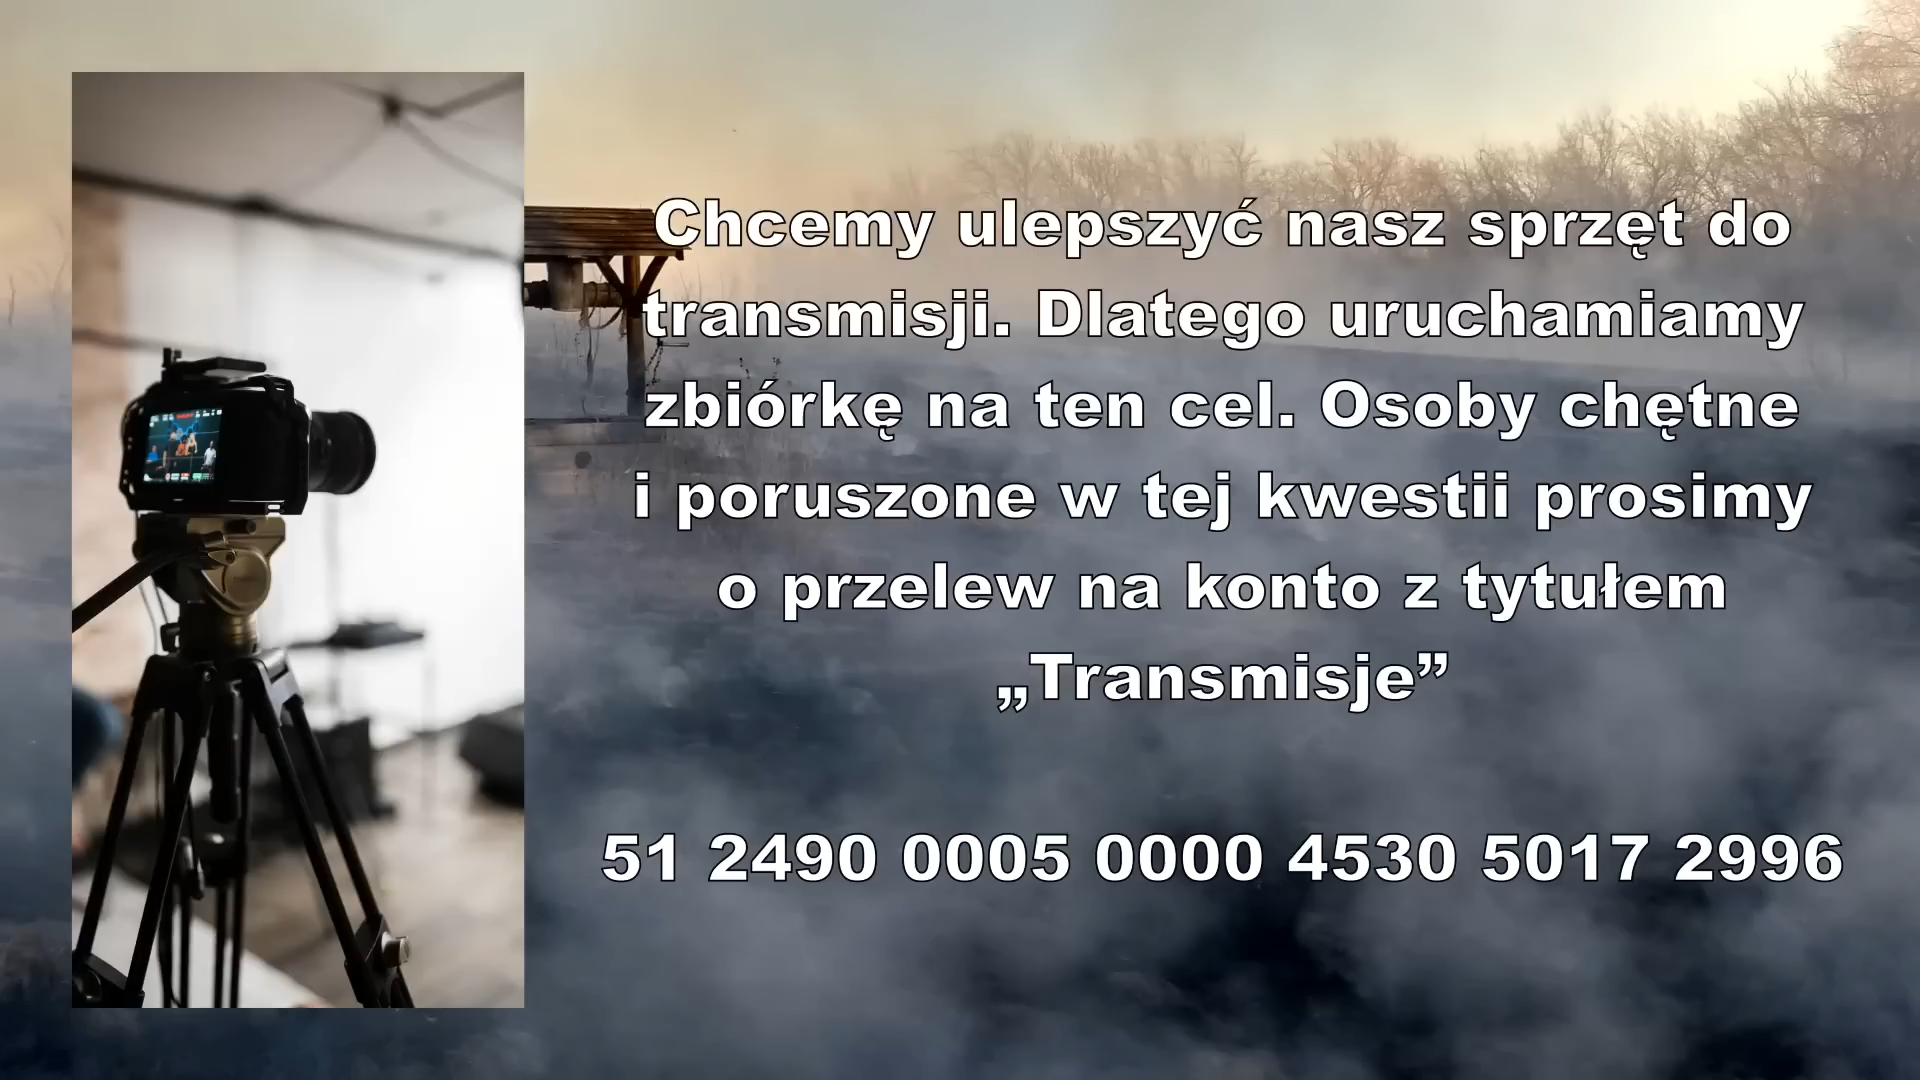 Chcemy ulepszyć nasz sprzęt do
transmisji. Dlatego uruchamiamy
zbiórkę na ten cel. Osoby chętne
i poruszone w tej kwestii prosimy
o przelew na konto z tytułem
„Transmisje”
51 2490 0005 0000 4530 5017 2996